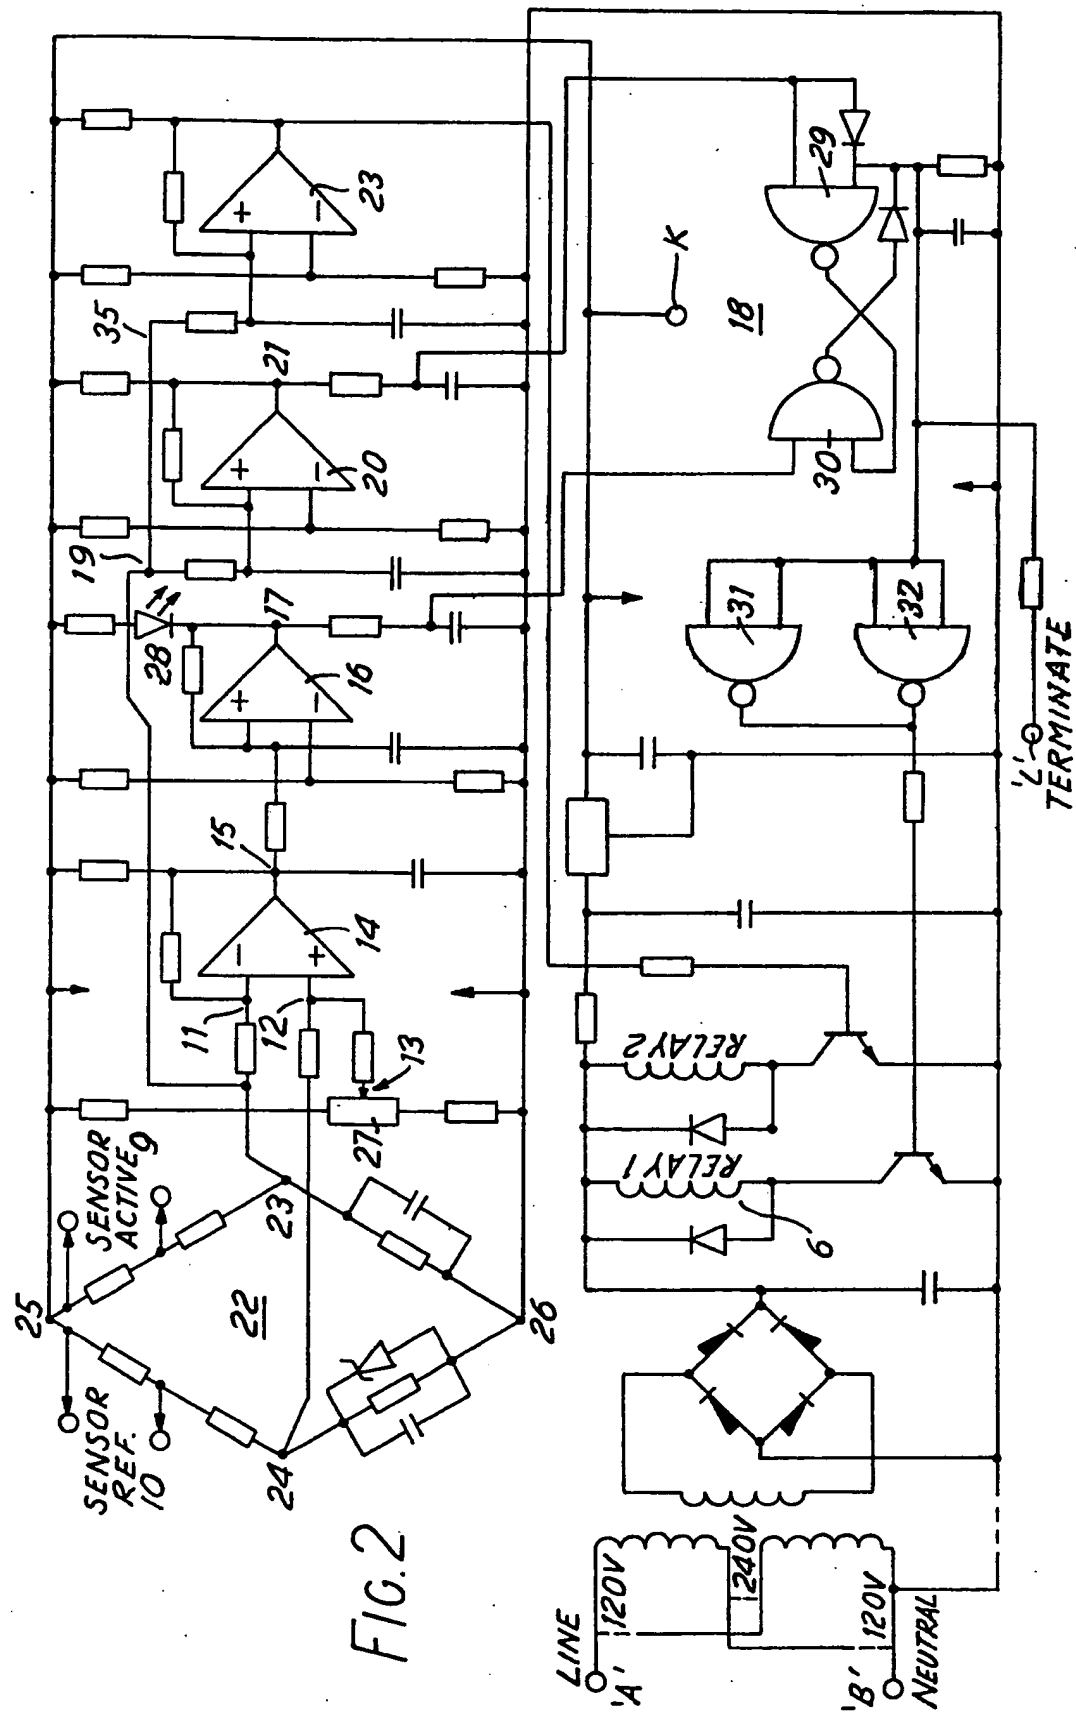 FIG. 2
SENSOR
REF.
10
SENSOR
ACTIVE 9
25
22
24
23
26
27
13
11
12
14
15
16
17
28
19
20
21
35
23
+
−
+
−
+
−
+
−
LINE
'A'
120V
240V
120V
'B'
NEUTRAL
RELAY 1
6
RELAY 2
31
32
30
29
18
K
'L'
TERMINATE